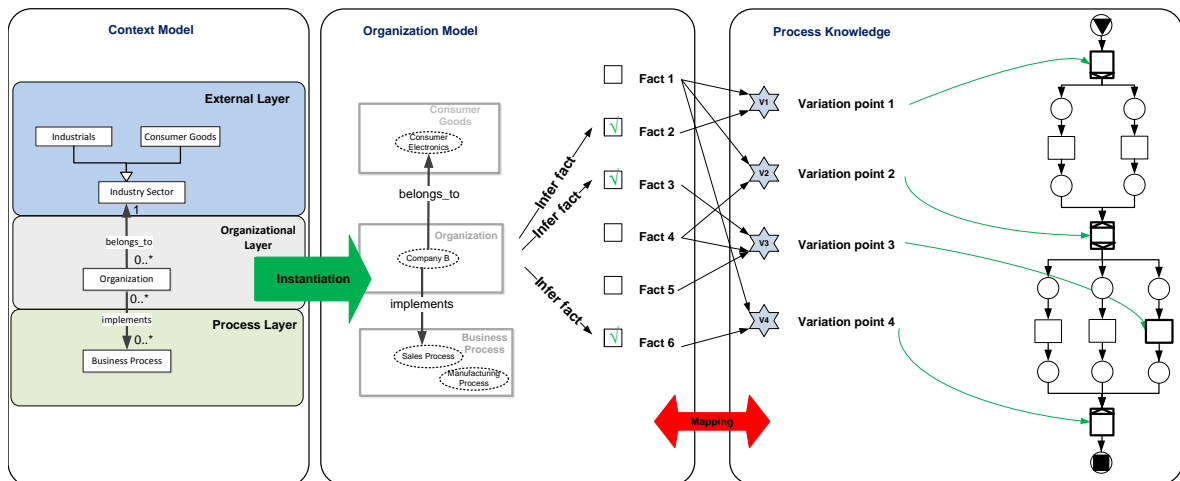 Context Model
External Layer
Industrials
Consumer Goods
Industry Sector
1
belongs_to
0..*
Organizational
Layer
Organization
0..*
implements
0..*
Process Layer
Business Process
Instantiation
Organization Model
Consumer
Goods
Consumer
Electronics
belongs_to
Organization
Company B
implements
Business
Process
Sales Process
Manufacturing
Process
Infer fact
Infer fact
Infer fact
Fact 1
√
Fact 2
√
Fact 3
Fact 4
Fact 5
√
Fact 6
Mapping
Process Knowledge
V1
Variation point 1
V2
Variation point 2
V3
Variation point 3
V4
Variation point 4